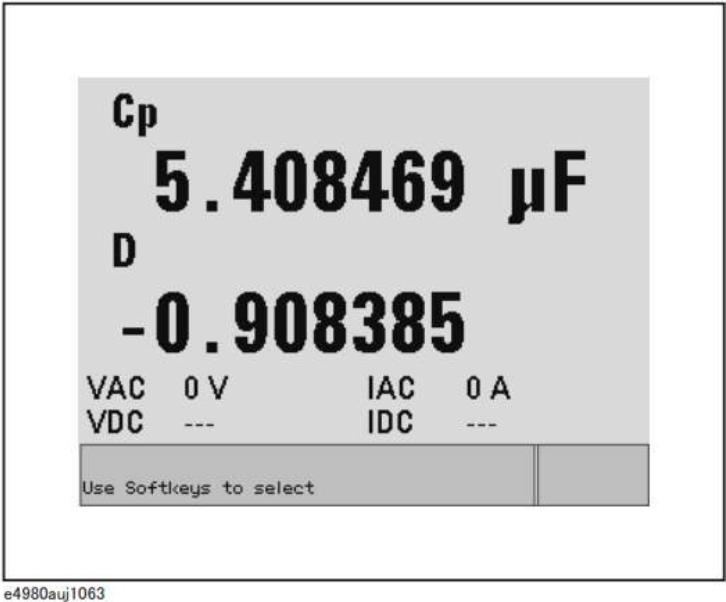 Cp
5.408469 µF
D
-0.908385
VAC 0 V IAC 0 A
VDC --- IDC ---
Use Softkeys to select
e4980auj1063